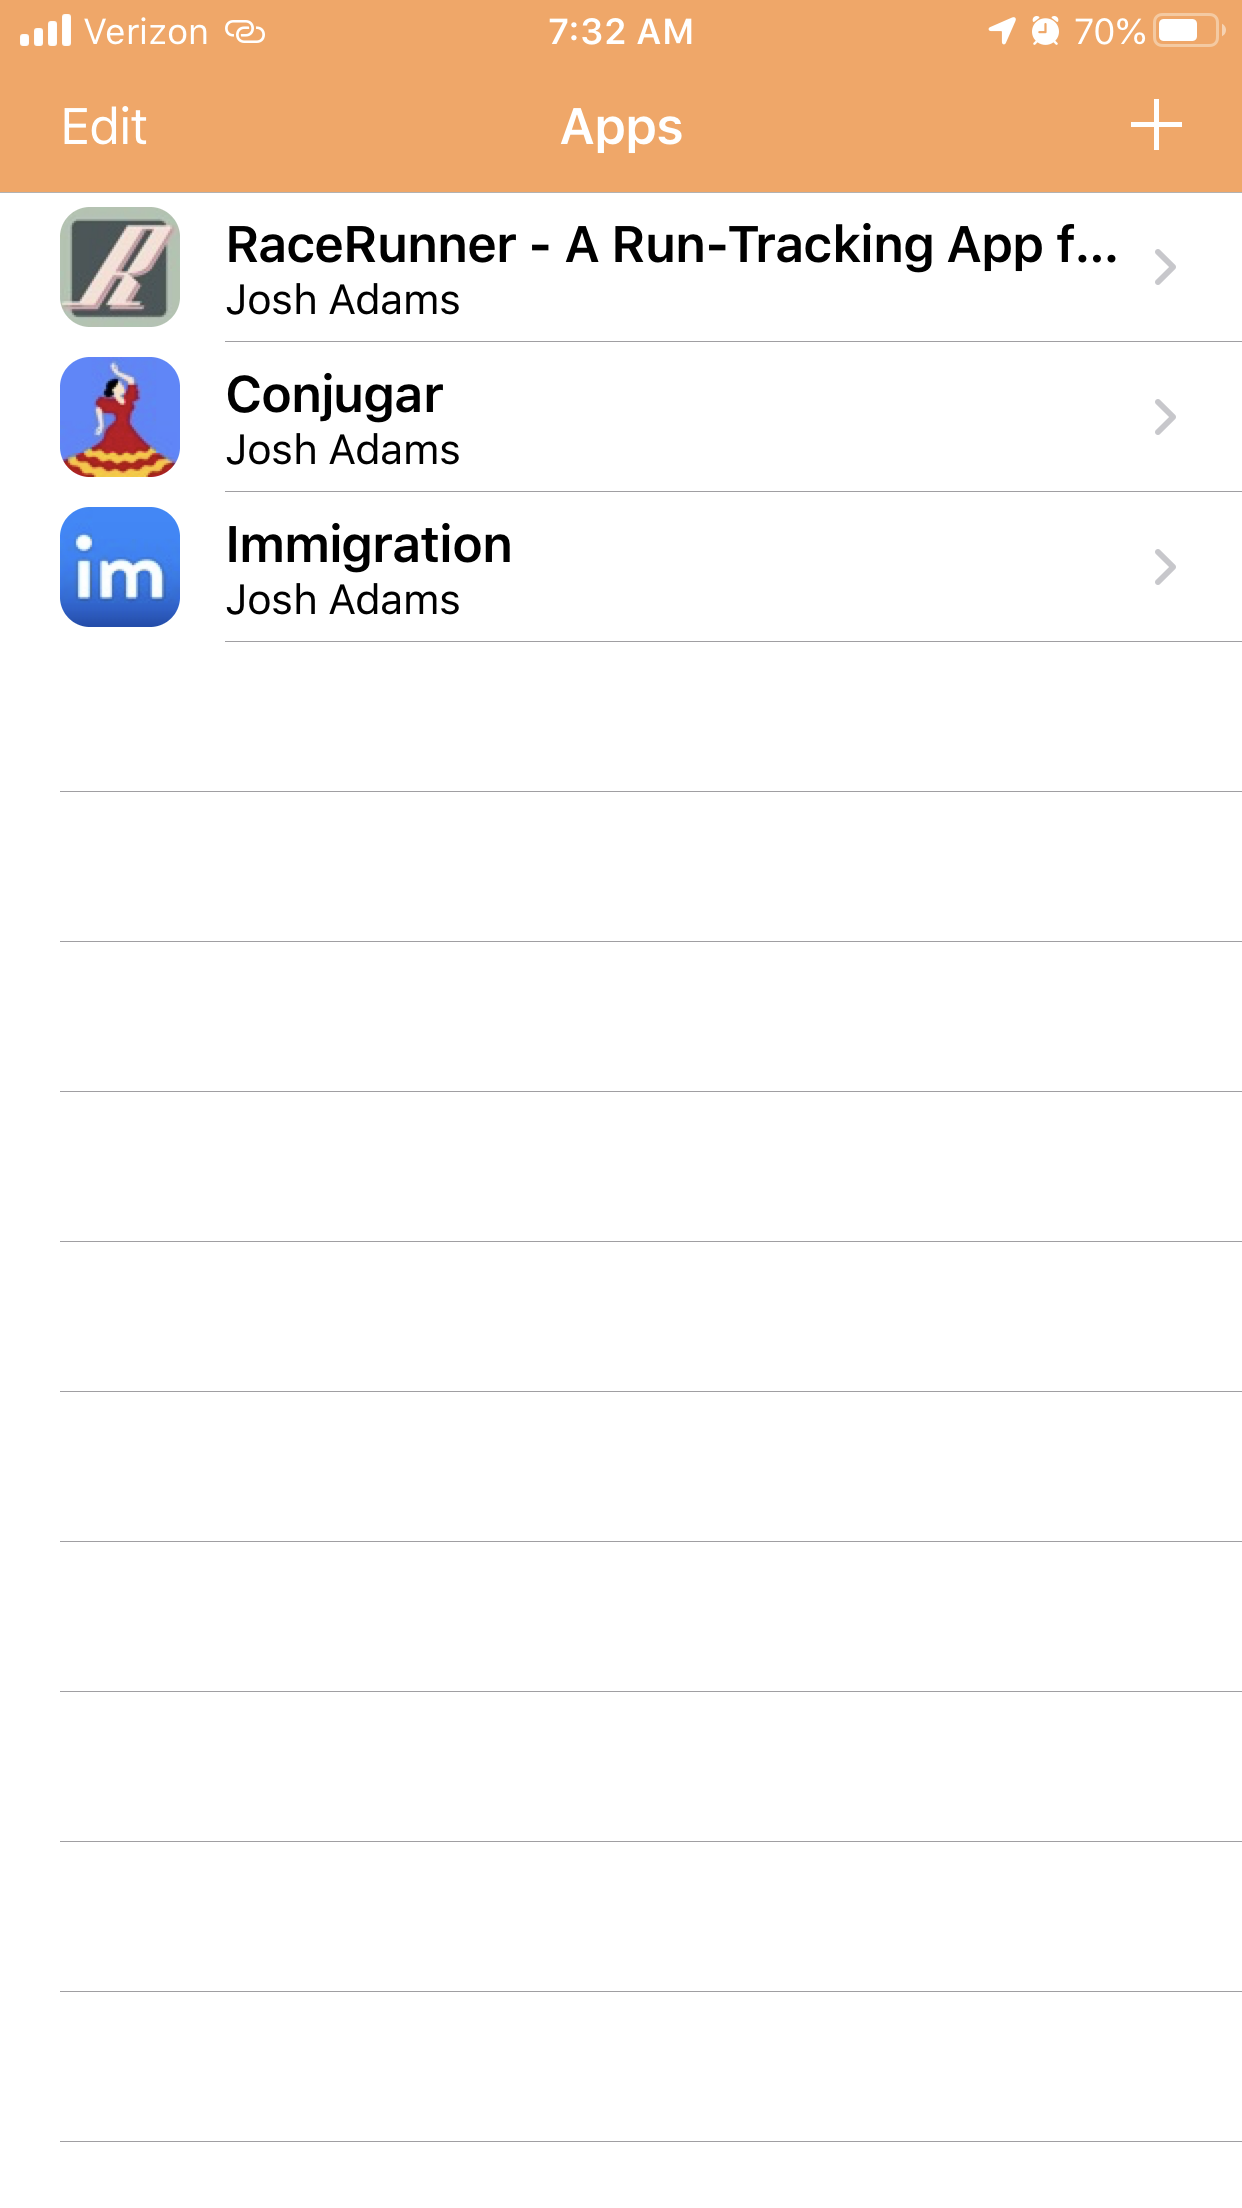 Verizon 7:32 AM 70%
Edit Apps
RaceRunner - A Run-Tracking App f...
Josh Adams
Conjugar
Josh Adams
im
Immigration
Josh Adams